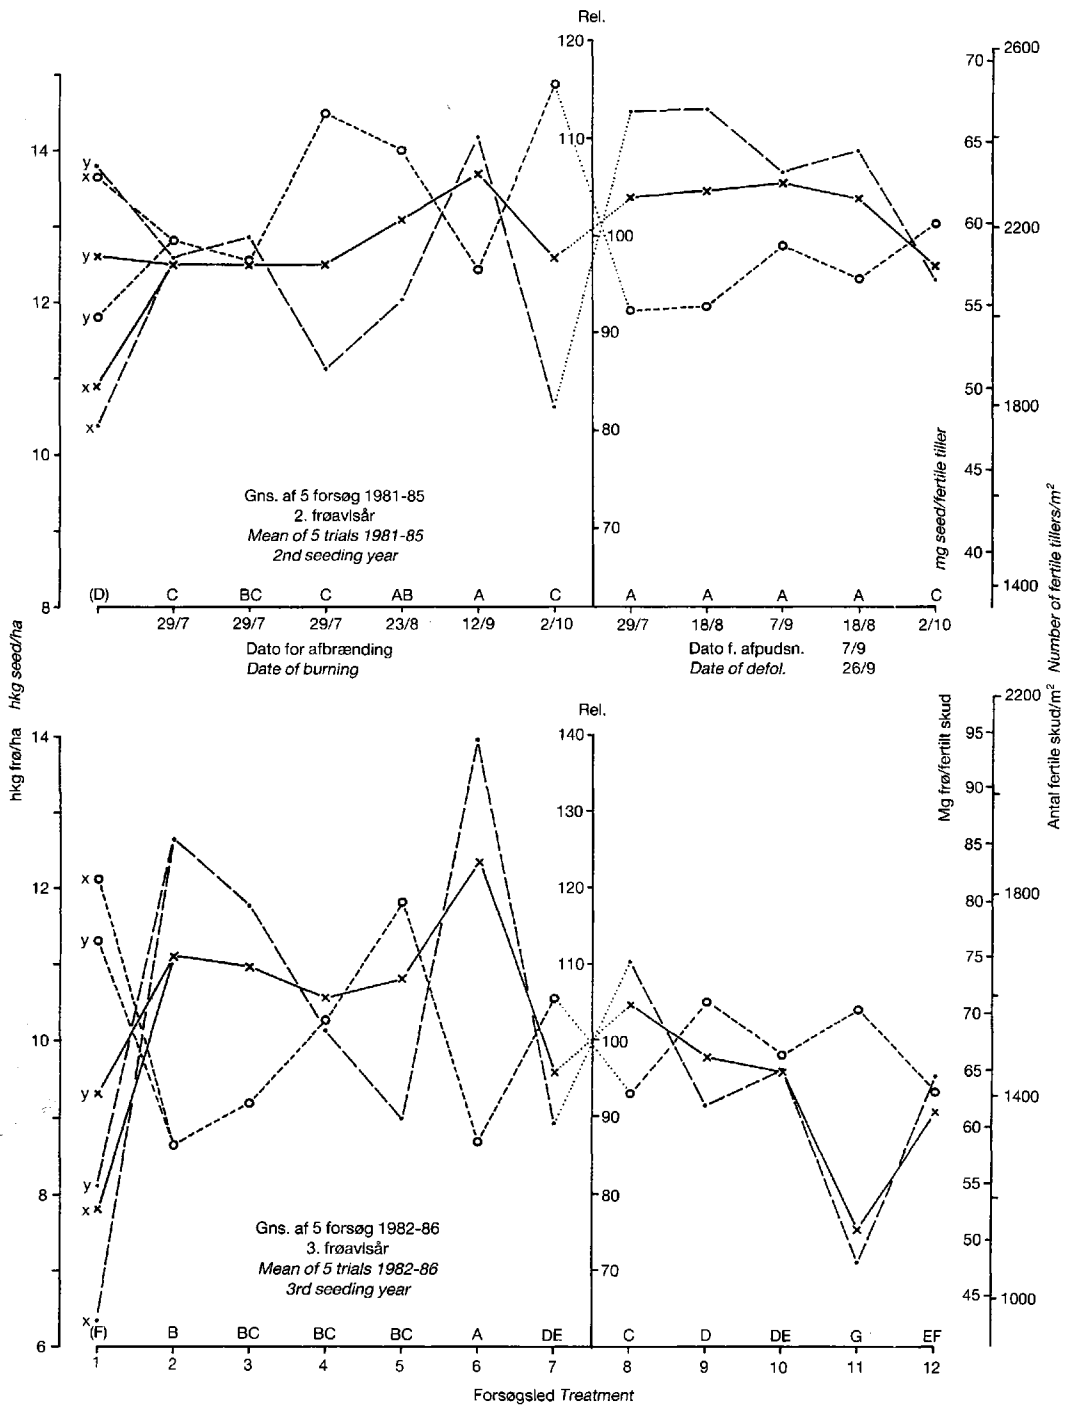 Rel.
120
110
100
90
80
70
14
12
10
8
y
x
y
y
x
x
70
65
60
55
50
45
40
2600
2200
1800
1400
mg seed/fertile tiller
Number of fertile tillers/m²
Gns. af 5 forsøg 1981-85
2. frøavlsår
Mean of 5 trials 1981-85
2nd seeding year
(D) C BC C AB A C A A A A C
29/7 29/7 29/7 23/8 12/9 2/10 29/7 18/8 7/9 18/8 2/10
Dato for afbrænding
Date of burning
Dato f. afpudsn. 7/9
Date of defol. 26/9
hkg frø/ha hkg seed/ha
Rel.
140
130
120
110
100
90
80
70
14
12
10
8
6
x
y
y
y
x
x
Mg frø/fertilt skud
Antal fertile skud/m²
95
90
85
80
75
70
65
60
55
50
45
2200
1800
1400
1000
Gns. af 5 forsøg 1982-86
3. frøavlsår
Mean of 5 trials 1982-86
3rd seeding year
(F) B BC BC BC A DE C D DE G EF
1 2 3 4 5 6 7 8 9 10 11 12
Forsøgsled Treatment